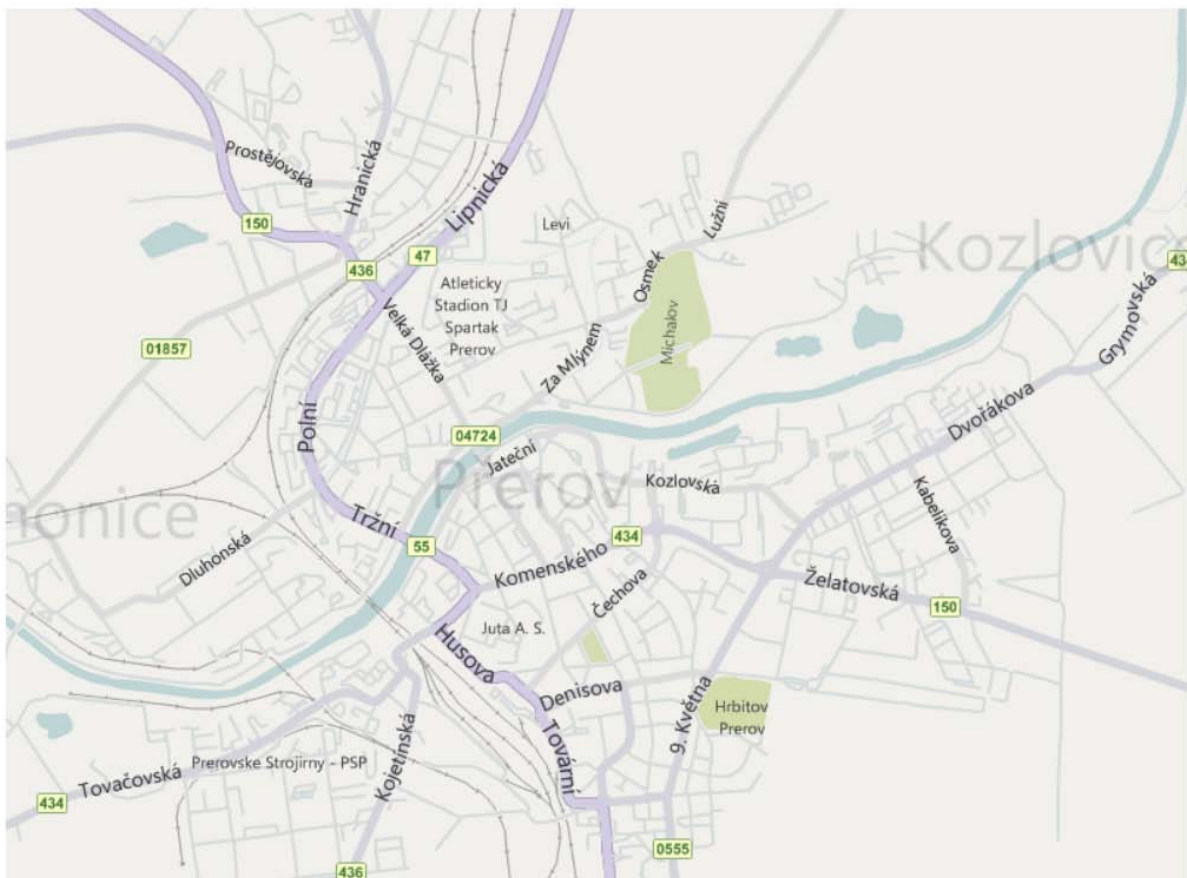 Prostějovská
Hranická
Lipnická
150
436
47
Levi
Lužní
Osmek
Kozlovice
434
Atleticky
Stadion TJ
Spartak
Prerov
Velká Dlážka
Michalov
Za Mlýnem
Grymovská
01857
Polní
04724
Jateční
Dvořákova
Prerov
Kozlovská
Kabelíkova
monice
Tržní
55
434
Komenského
Dluhonská
Čechova
Želatovská
150
Juta A. S.
Husova
Denisova
9. Května
Hrbitov
Prerov
Tovární
Kojetínská
Prerovske Strojirny - PSP
Tovačovská
434
0555
436